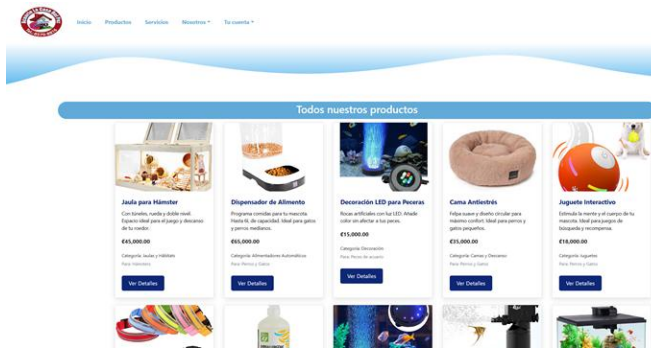 Inicio Productos Servicios Nosotros Tu cuenta
Todos nuestros productos
Jaula para Hámster
Con túneles, rueda y doble nivel.
Espacio ideal para el juego y descanso
de tu roedor.
₡45,000.00
Categoría: Jaulas y Hábitats
Para: Hamsters
Ver Detalles
Dispensador de Alimento
Programa comidas para tu mascota.
Hasta 6L de capacidad. Ideal para gatos
y perros medianos.
₡65,000.00
Categoría: Alimentadores Automáticos
Para: Perros y Gatos
Ver Detalles
Decoración LED para Peceras
Rocas artificiales con luz LED. Añade
color sin afectar a tus peces.
₡15,000.00
Categoría: Decoración
Para: Peces de acuario
Ver Detalles
Cama Antiestrés
Felpa suave y diseño circular para
máximo confort. Ideal para perros y
gatos pequeños.
₡35,000.00
Categoría: Camas y Descanso
Para: Perros y Gatos
Ver Detalles
Juguete Interactivo
Estimula la mente y el cuerpo de tu
mascota. Ideal para juegos de
búsqueda y recompensa.
₡18,000.00
Categoría: Juguetes
Para: Perros y Gatos
Ver Detalles